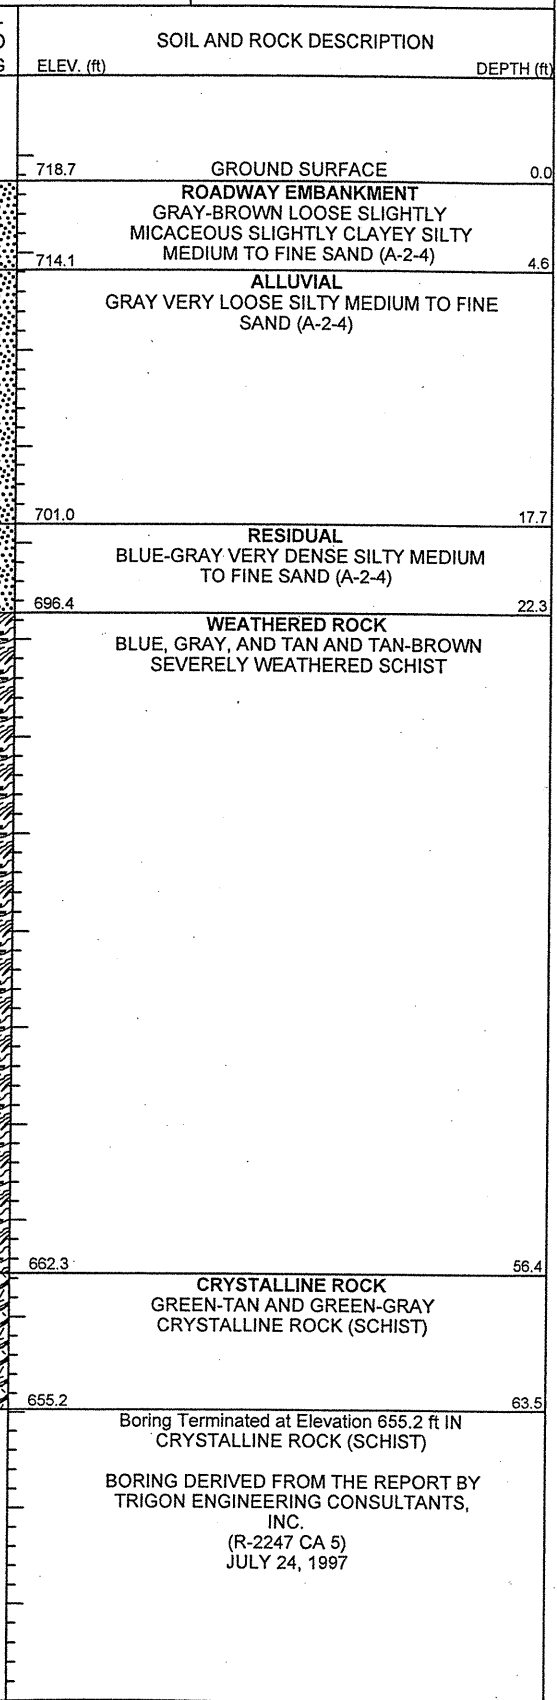 SOIL AND ROCK DESCRIPTION
ELEV. (ft) DEPTH (ft)
718.7 GROUND SURFACE 0.0
ROADWAY EMBANKMENT
GRAY-BROWN LOOSE SLIGHTLY
MICACEOUS SLIGHTLY CLAYEY SILTY
MEDIUM TO FINE SAND (A-2-4)
714.1 4.6
ALLUVIAL
GRAY VERY LOOSE SILTY MEDIUM TO FINE
SAND (A-2-4)
701.0 17.7
RESIDUAL
BLUE-GRAY VERY DENSE SILTY MEDIUM
TO FINE SAND (A-2-4)
696.4 22.3
WEATHERED ROCK
BLUE, GRAY, AND TAN AND TAN-BROWN
SEVERELY WEATHERED SCHIST
662.3 56.4
CRYSTALLINE ROCK
GREEN-TAN AND GREEN-GRAY
CRYSTALLINE ROCK (SCHIST)
655.2 63.5
Boring Terminated at Elevation 655.2 ft IN
CRYSTALLINE ROCK (SCHIST)
BORING DERIVED FROM THE REPORT BY
TRIGON ENGINEERING CONSULTANTS,
INC.
(R-2247 CA 5)
JULY 24, 1997